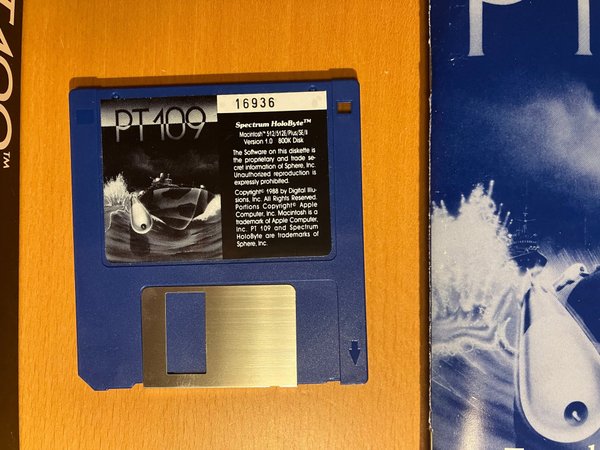 T 109™
PT 109
16936
Spectrum HoloByte™
Macintosh™ 512/512E/Plus/SE/II
Version 1.0 800K Disk
The Software on this diskette is
the proprietary and trade se-
cret information of Sphere, Inc.
Unauthorized reproduction is
expressly prohibited.
Copyright© 1988 by Digital Illu-
sions, Inc. All Rights Reserved.
Portions Copyright© Apple
Computer, Inc. Macintosh is a
trademark of Apple Computer,
Inc. PT 109 and Spectrum
HoloByte are trademarks of
Sphere, Inc.
PT